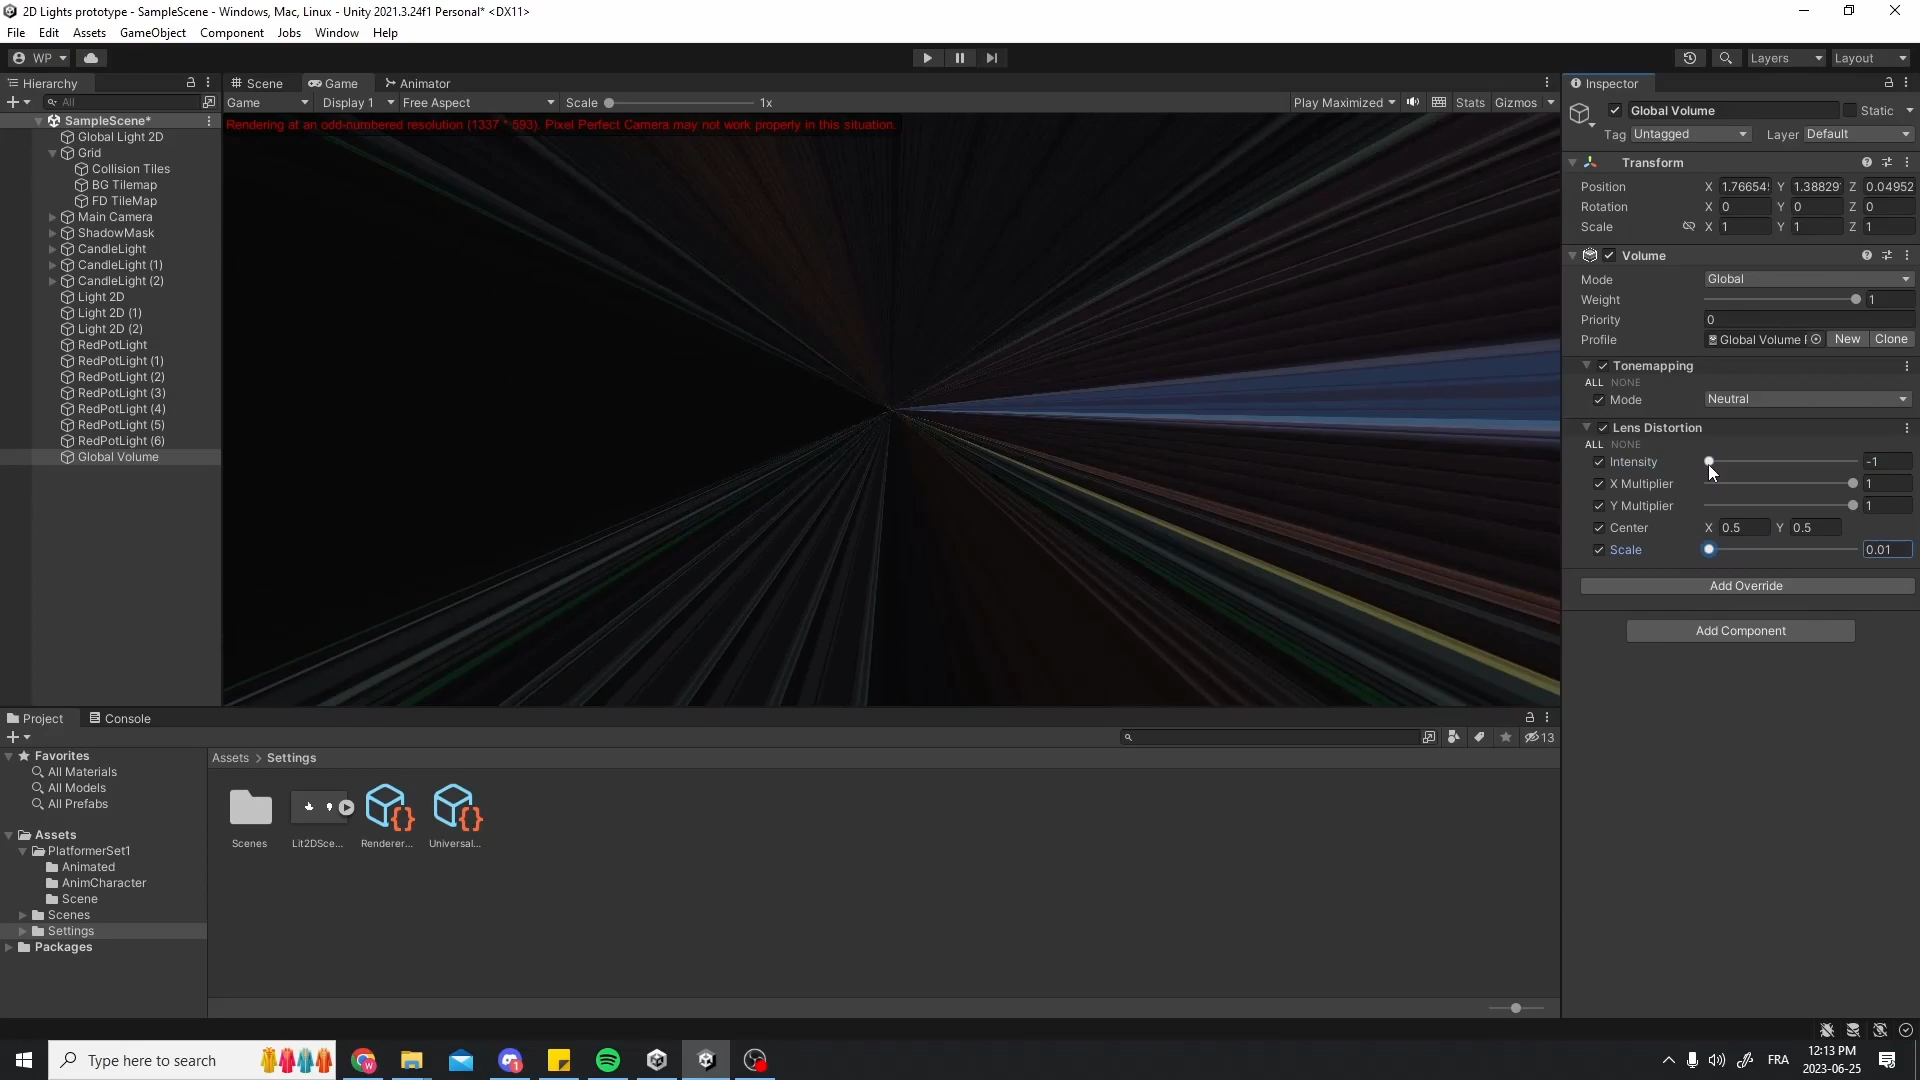 2D Lights prototype - SampleScene - Windows, Mac, Linux - Unity 2021.3.24f1 Personal* <DX11>
File Edit Assets GameObject Component Jobs Window Help
WP Layers Layout
Hierarchy
All
SampleScene*
Global Light 2D
Grid
Collision Tiles
BG Tilemap
FD TileMap
Main Camera
ShadowMask
CandleLight
CandleLight (1)
CandleLight (2)
Light 2D
Light 2D (1)
Light 2D (2)
RedPotLight
RedPotLight (1)
RedPotLight (2)
RedPotLight (3)
RedPotLight (4)
RedPotLight (5)
RedPotLight (6)
Global Volume
Scene Game Animator
Game Display 1 Free Aspect Scale 1x Play Maximized Stats Gizmos
Rendering at an odd-numbered resolution (1337 * 593). Pixel Perfect Camera may not work properly in this situation.
Inspector
Global Volume Static
Tag Untagged Layer Default
Transform
Position X 1.76654 Y 1.38829 Z 0.04952
Rotation X 0 Y 0 Z 0
Scale X 1 Y 1 Z 1
Volume
Mode Global
Weight 1
Priority 0
Profile Global Volume New Clone
Tonemapping
ALL NONE
Mode Neutral
Lens Distortion
ALL NONE
Intensity -1
X Multiplier 1
Y Multiplier 1
Center X 0.5 Y 0.5
Scale 0.01
Add Override
Add Component
Project Console
13
Favorites
All Materials
All Models
All Prefabs
Assets
PlatformerSet1
Animated
AnimCharacter
Scene
Scenes
Settings
Packages
Assets > Settings
Scenes Lit2DSce... Renderer... Universal...
Type here to search
FRA
12:13 PM
2023-06-25